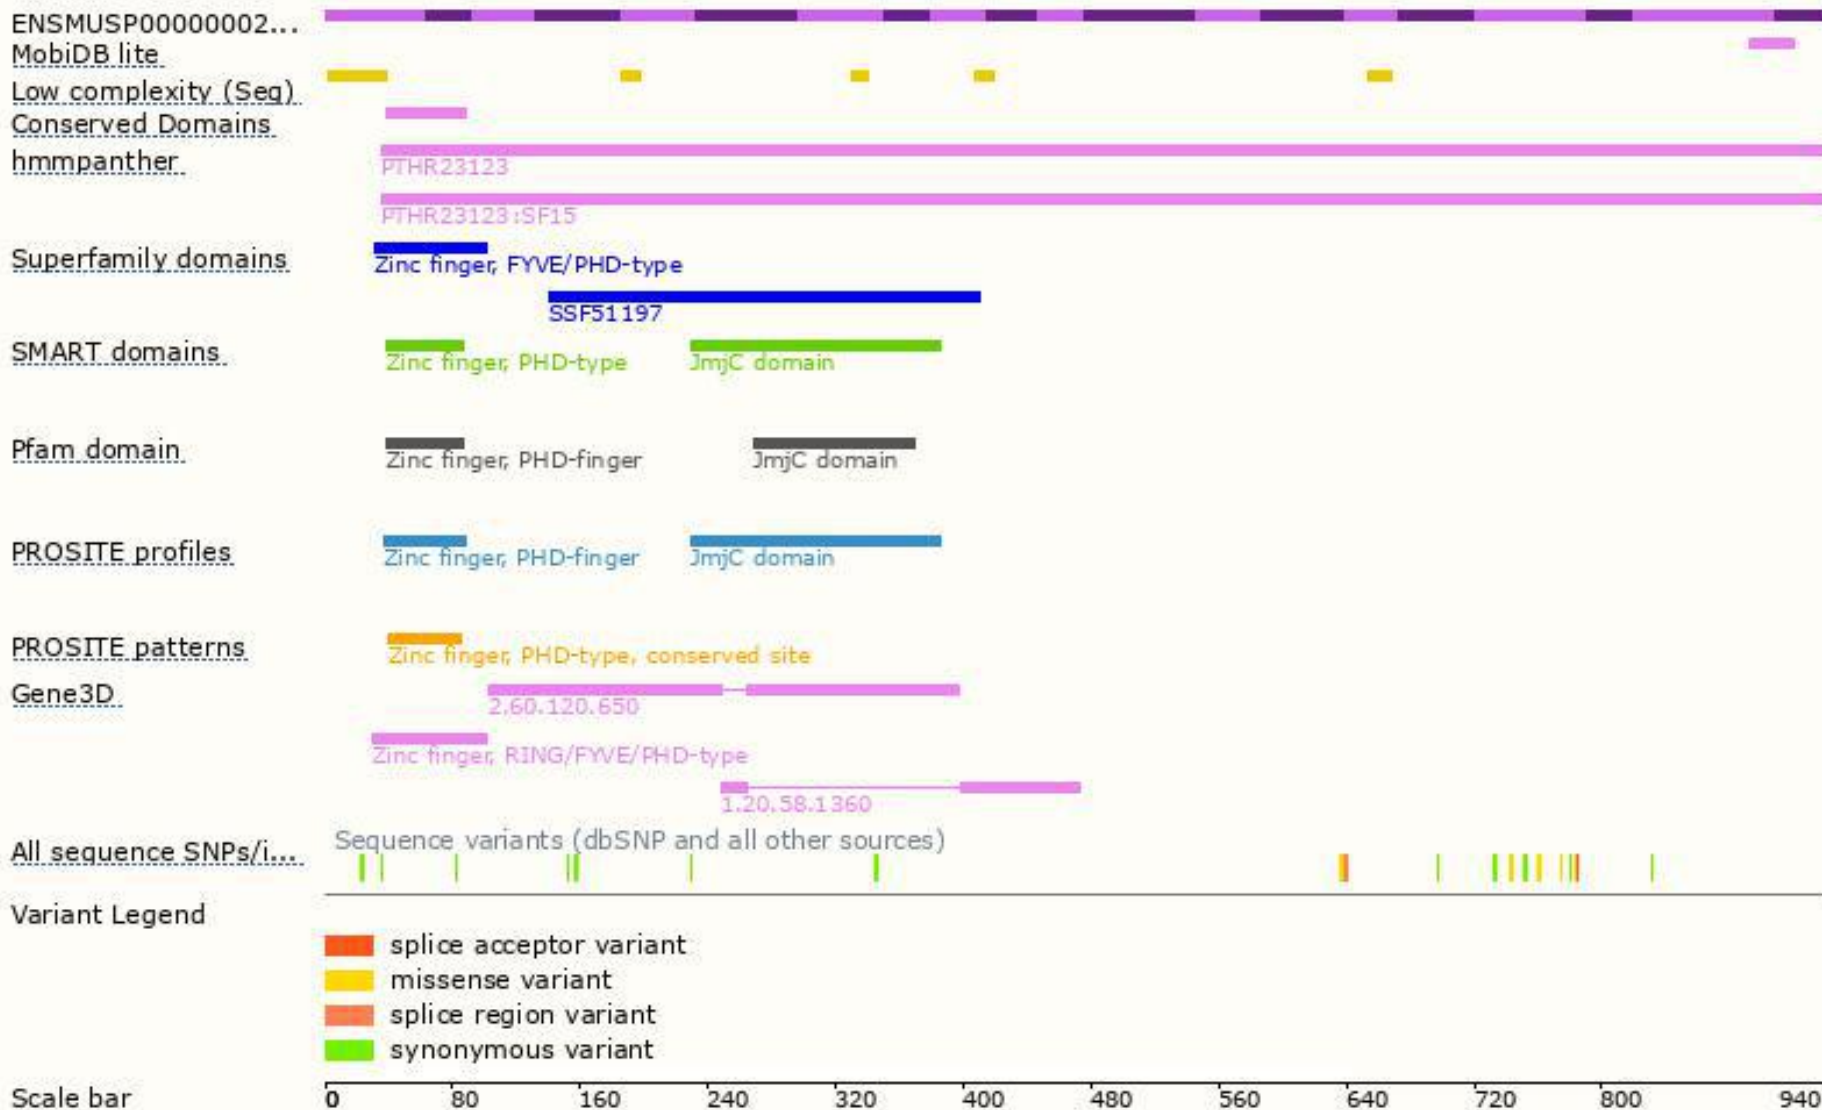 ENSMUSP00000002...
MobiDB lite
Low complexity (Seg)
Conserved Domains
hmmpanther
PTHR23123
PTHR23123:SF15
Superfamily domains
Zinc finger, FYVE/PHD-type
SSF51197
SMART domains
Zinc finger, PHD-type JmjC domain
Pfam domain
Zinc finger, PHD-finger JmjC domain
PROSITE profiles
Zinc finger, PHD-finger JmjC domain
PROSITE patterns
Zinc finger, PHD-type, conserved site
Gene3D
2.60.120.650
Zinc finger, RING/FYVE/PHD-type
1.20.58.1360
Sequence variants (dbSNP and all other sources)
All sequence SNPs/i...
Variant Legend
splice acceptor variant
missense variant
splice region variant
synonymous variant
Scale bar 0 80 160 240 320 400 480 560 640 720 800 940